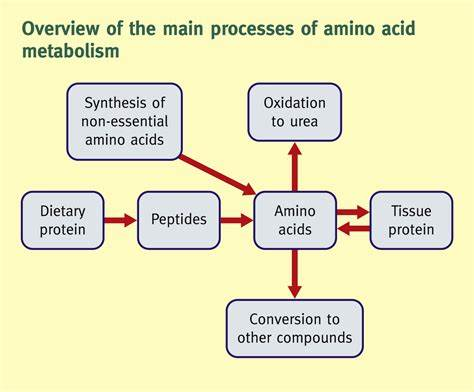 Overview of the main processes of amino acid
metabolism
Synthesis of
non-essential
amino acids
Oxidation
to urea
Dietary
protein
Peptides
Amino
acids
Tissue
protein
Conversion to
other compounds